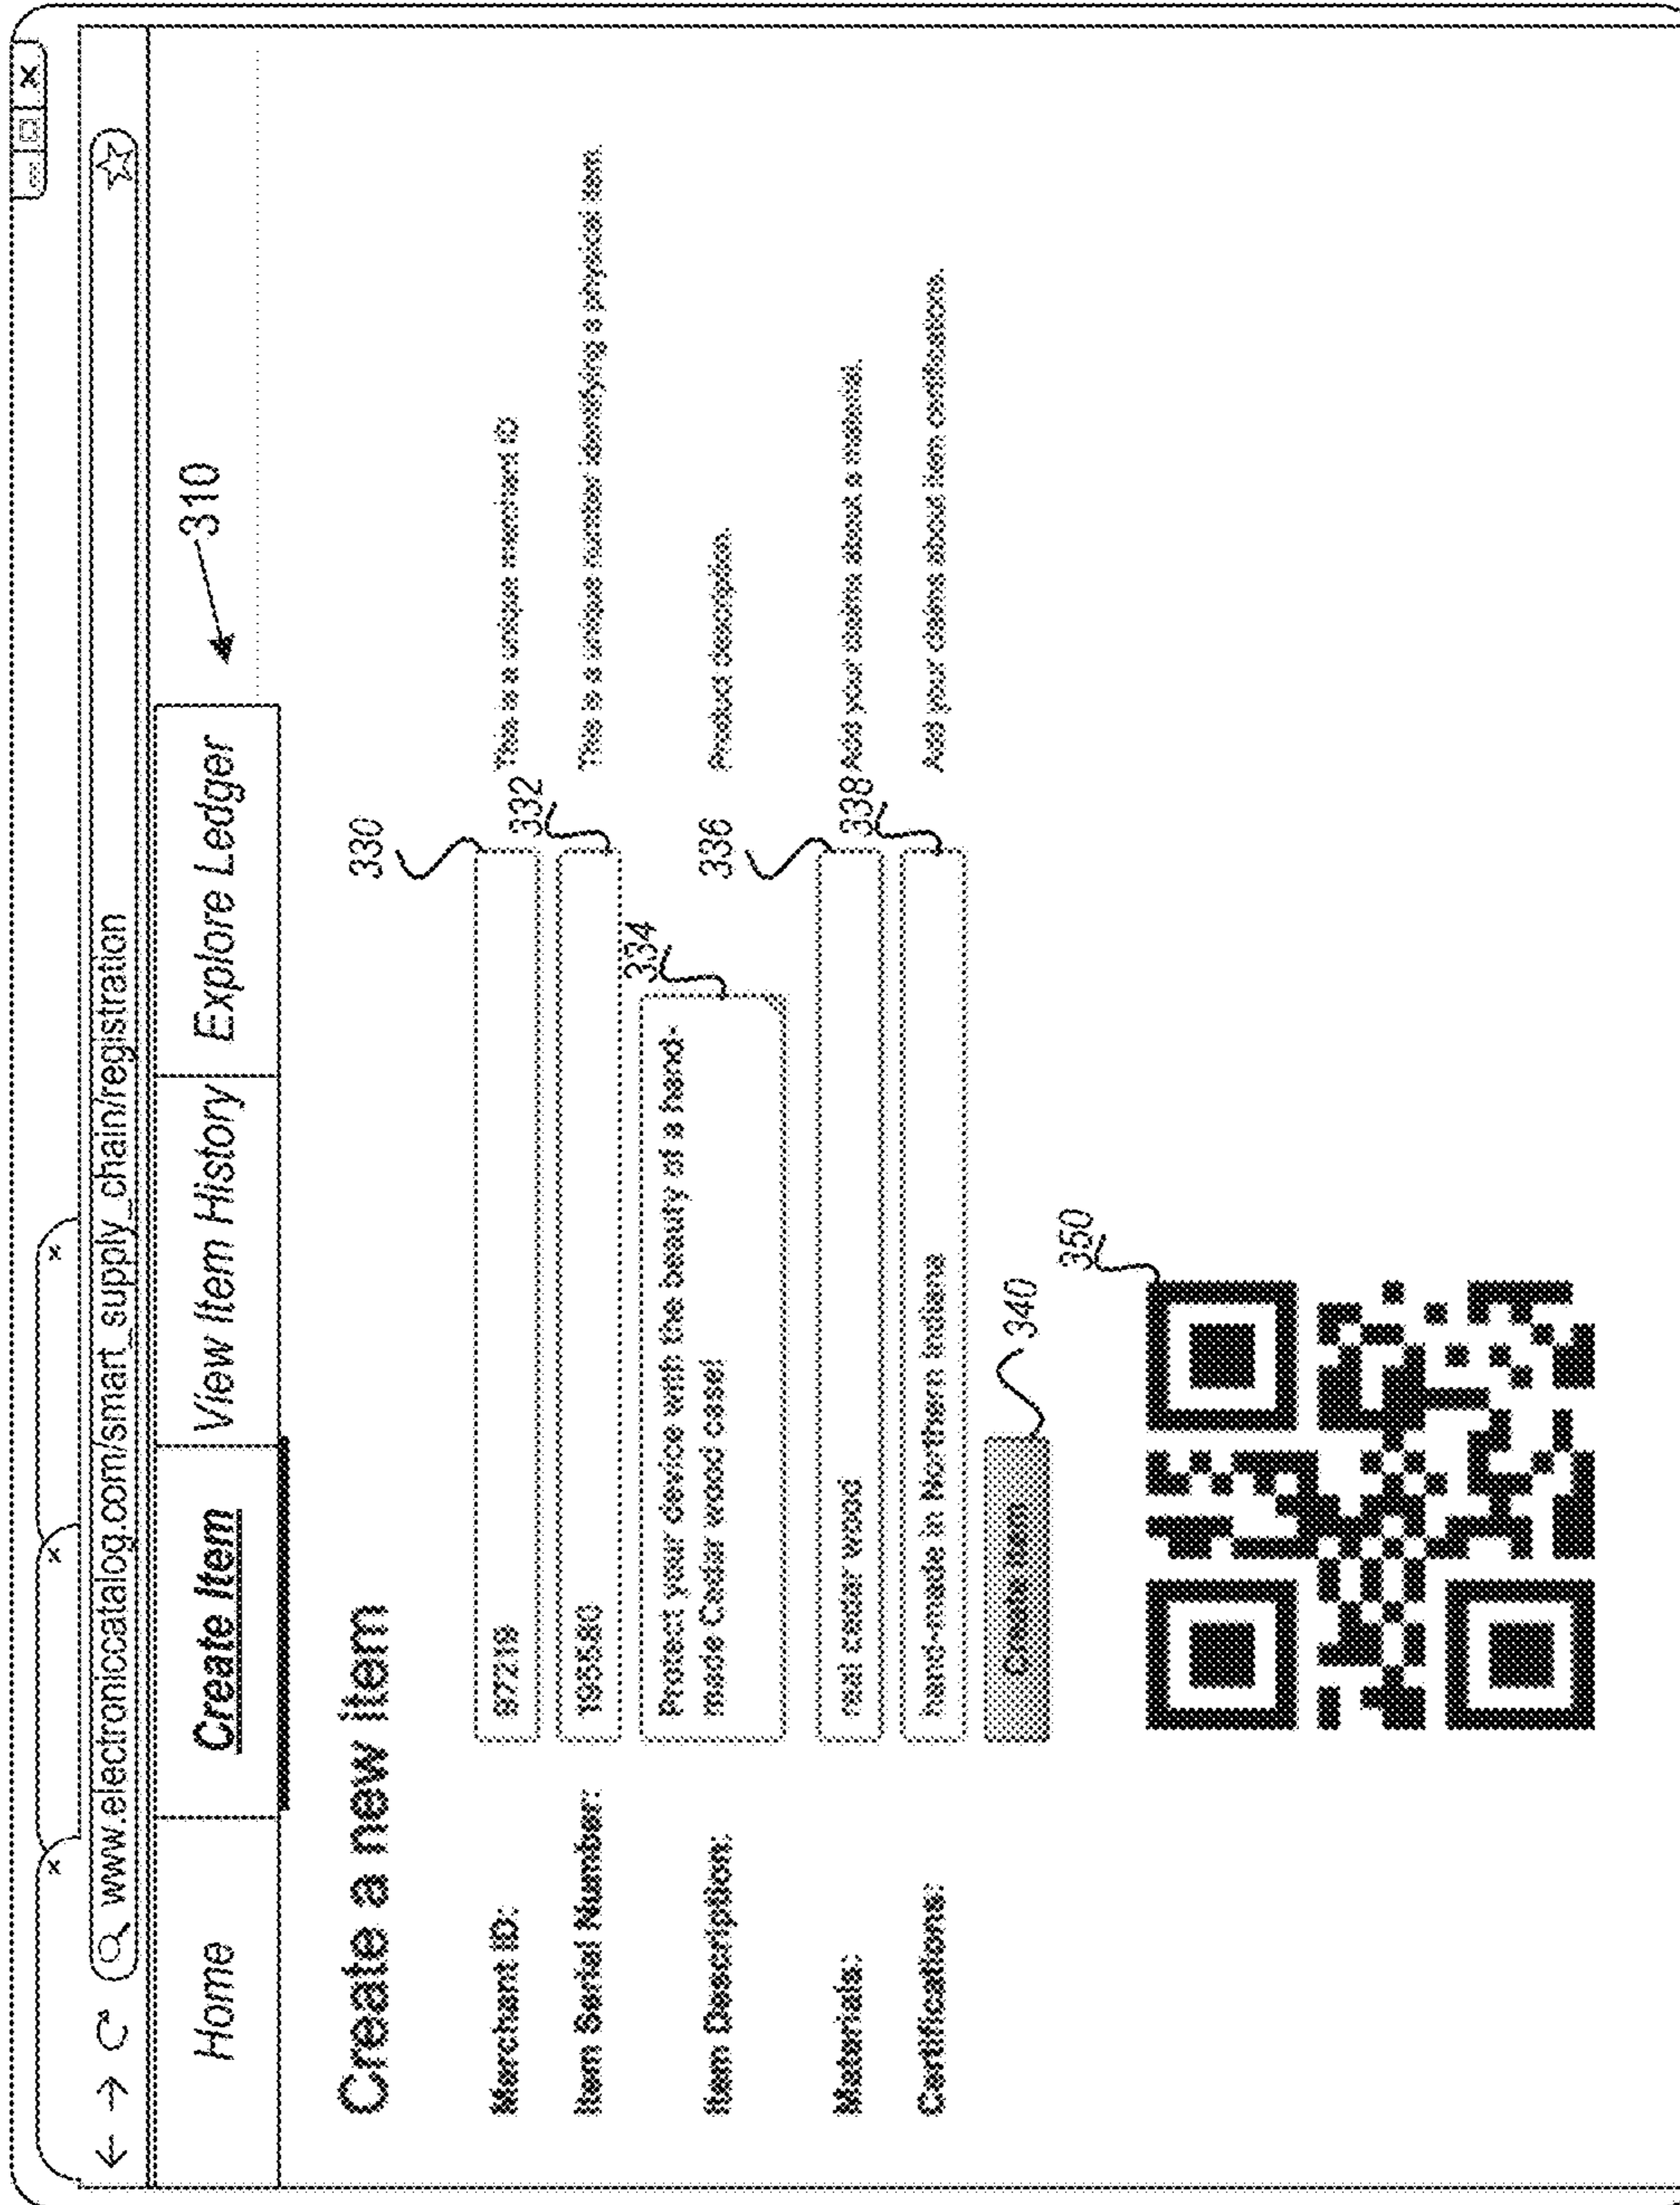 www.electroniccatalog.com/smart_supply_chain/registration
Home
Create Item
View Item History
Explore Ledger
310
Create a new item
330
Merchant ID:
97219
This is a unique merchant ID
332
Item Serial Number:
195580
This is a unique number identifying a physical item.
334
Item Description:
Protect your device with the beauty of a hand-
made Cedar wood case!
Product description.
336
Materials:
real cedar wood
Add your claims about a material.
338
Certifications:
hand-made in Northern Indiana
Add your claims about item certifications.
Create Item
340
350